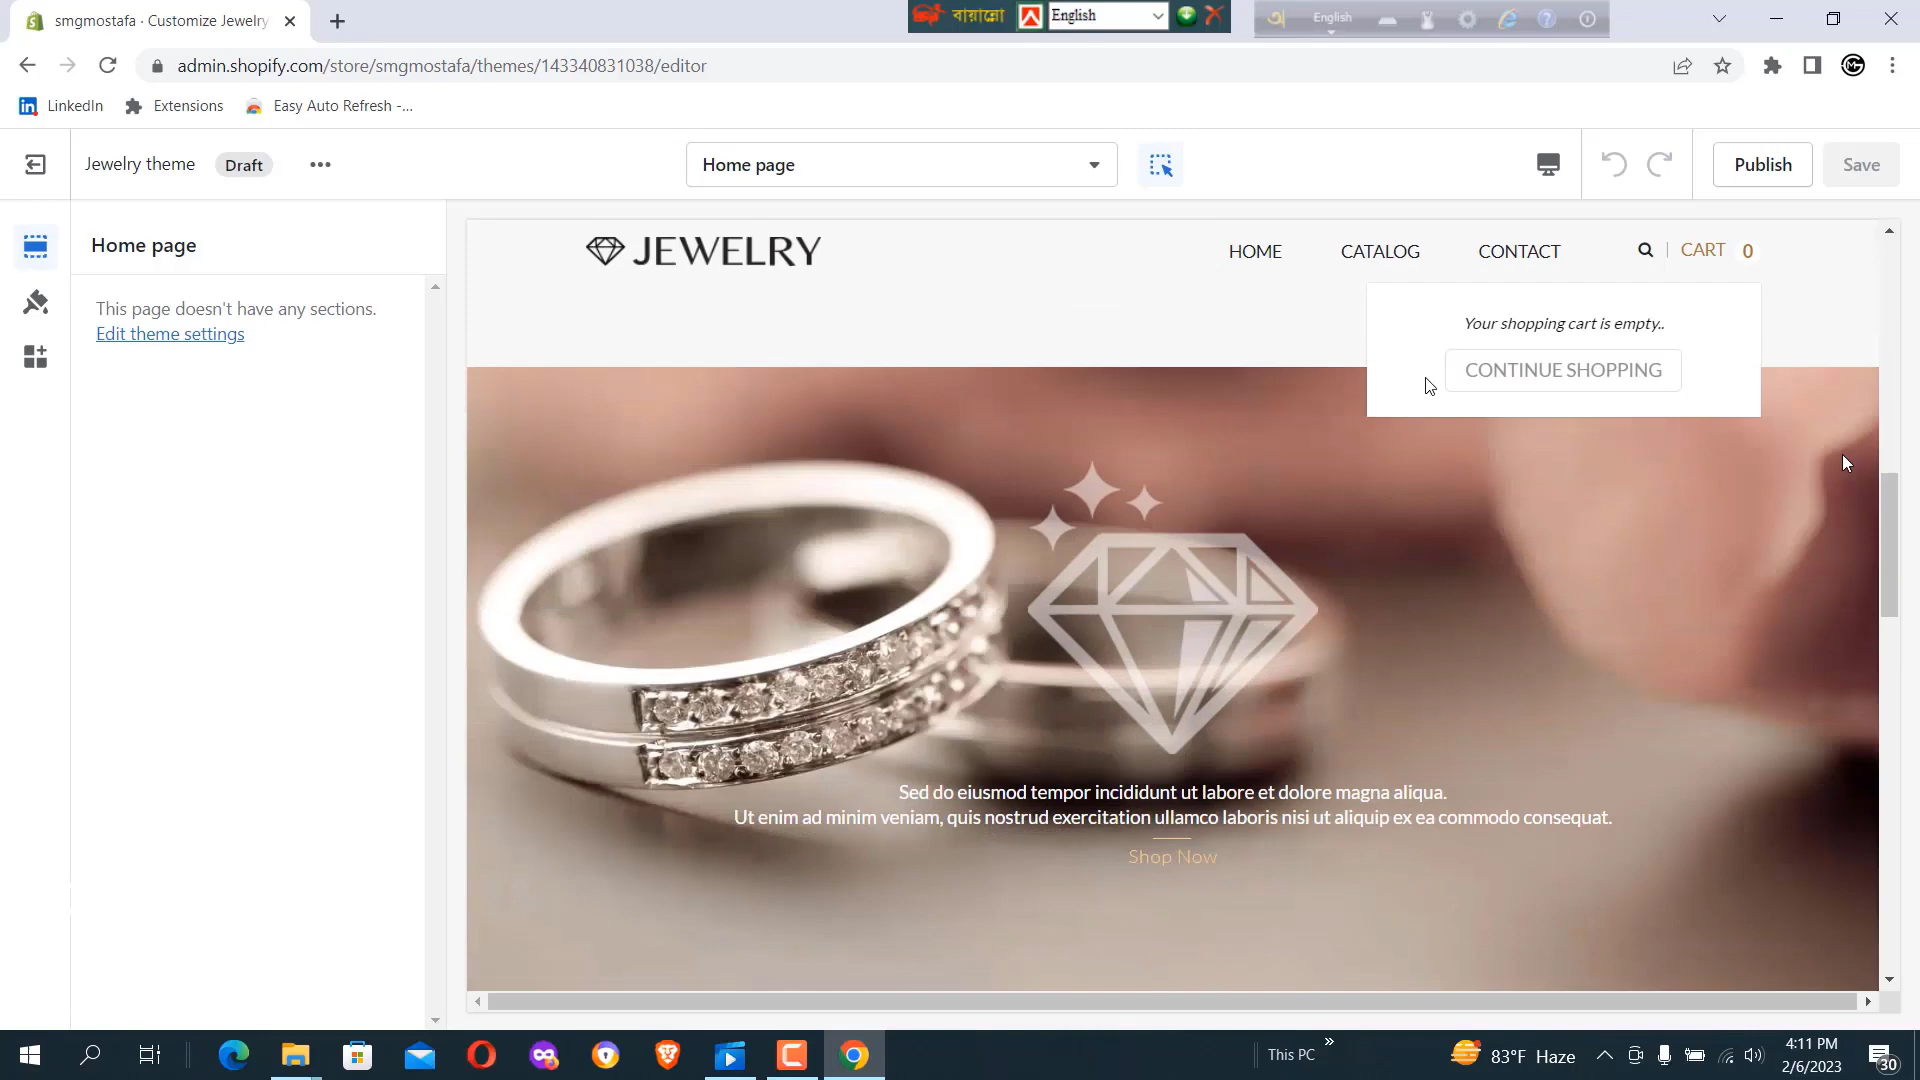 smgmostafa · Customize Jewelry
বায়ান্নো
English
English
admin.shopify.com/store/smgmostafa/themes/143340831038/editor
LinkedIn
Extensions
Easy Auto Refresh -...
Jewelry theme
Draft
Home page
Publish
Save
Home page
This page doesn't have any sections.
Edit theme settings
JEWELRY
HOME
CATALOG
CONTACT
CART 0
Your shopping cart is empty..
CONTINUE SHOPPING
Sed do eiusmod tempor incididunt ut labore et dolore magna aliqua.
Ut enim ad minim veniam, quis nostrud exercitation ullamco laboris nisi ut aliquip ex ea commodo consequat.
Shop Now
This PC
83°F Haze
4:11 PM
2/6/2023
30